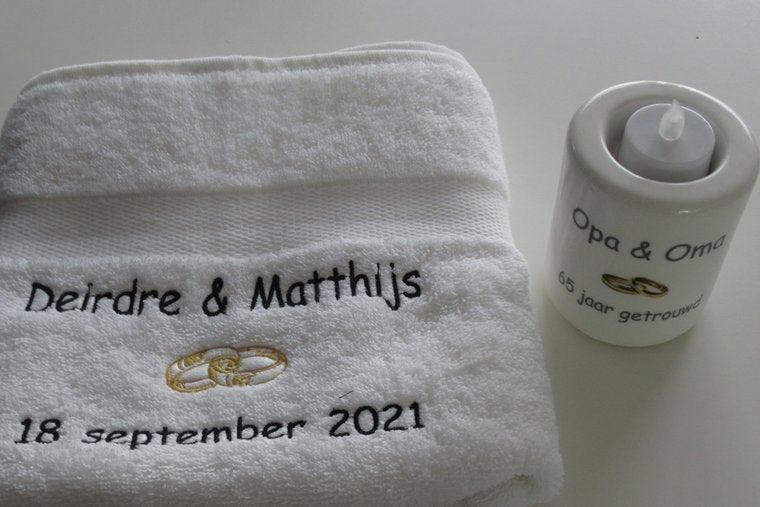 Deirdre & Matthijs
18 september 2021
Opa & Oma
65 jaar getrouwd